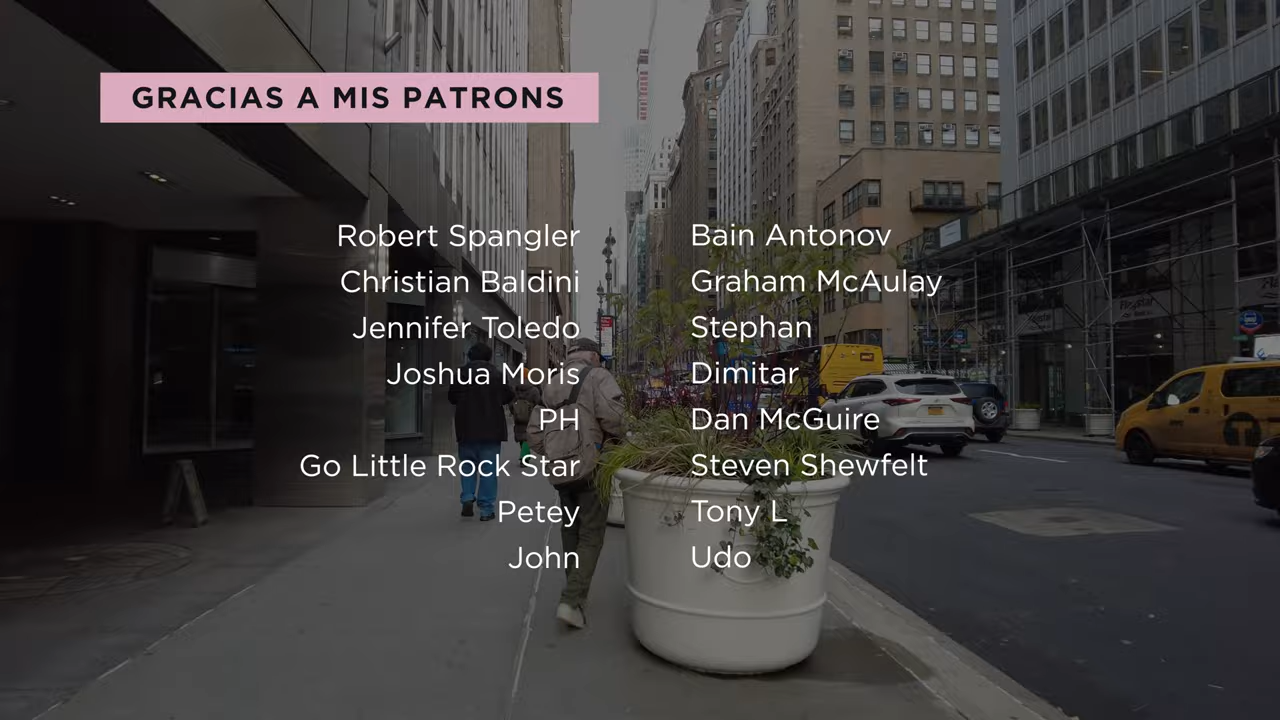 GRACIAS A MIS PATRONS
Robert Spangler
Christian Baldini
Jennifer Toledo
Joshua Moris
PH
Go Little Rock Star
Petey
John
Bain Antonov
Graham McAulay
Stephan
Dimitar
Dan McGuire
Steven Shewfelt
Tony L
Udo
Flagstar